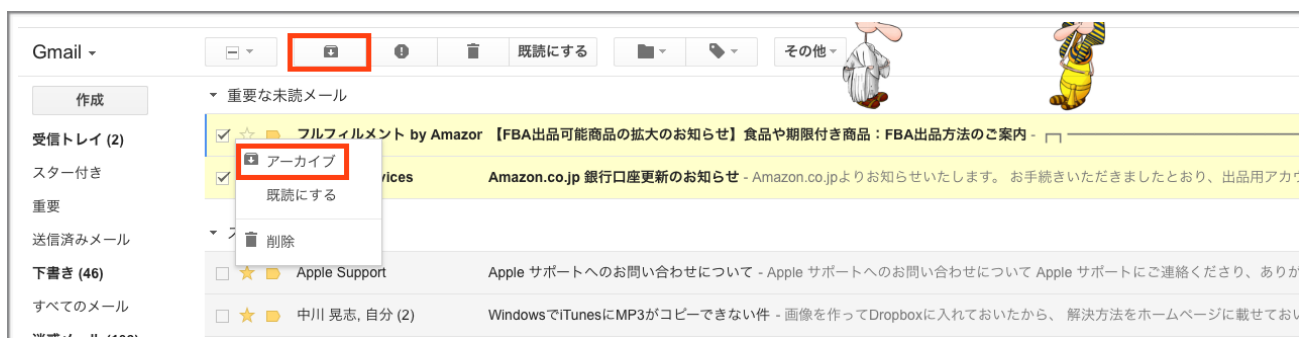 Gmail
既読にする
その他
作成
重要な未読メール
受信トレイ (2)
フルフィルメント by Amazor 【FBA出品可能商品の拡大のお知らせ】食品や期限付き商品：FBA出品方法のご案内 -
アーカイブ
スター付き
vices Amazon.co.jp 銀行口座更新のお知らせ - Amazon.co.jpよりお知らせいたします。 お手続きいただきましたとおり、出品用アカウ
既読にする
重要
送信済みメール
削除
下書き (46)
Apple Support Apple サポートへのお問い合わせについて - Apple サポートへのお問い合わせについて Apple サポートにご連絡くださり、ありが
すべてのメール
中川 晃志, 自分 (2) WindowsでiTunesにMP3がコピーできない件 - 画像を作ってDropboxに入れておいたから、 解決方法をホームページに載せておい